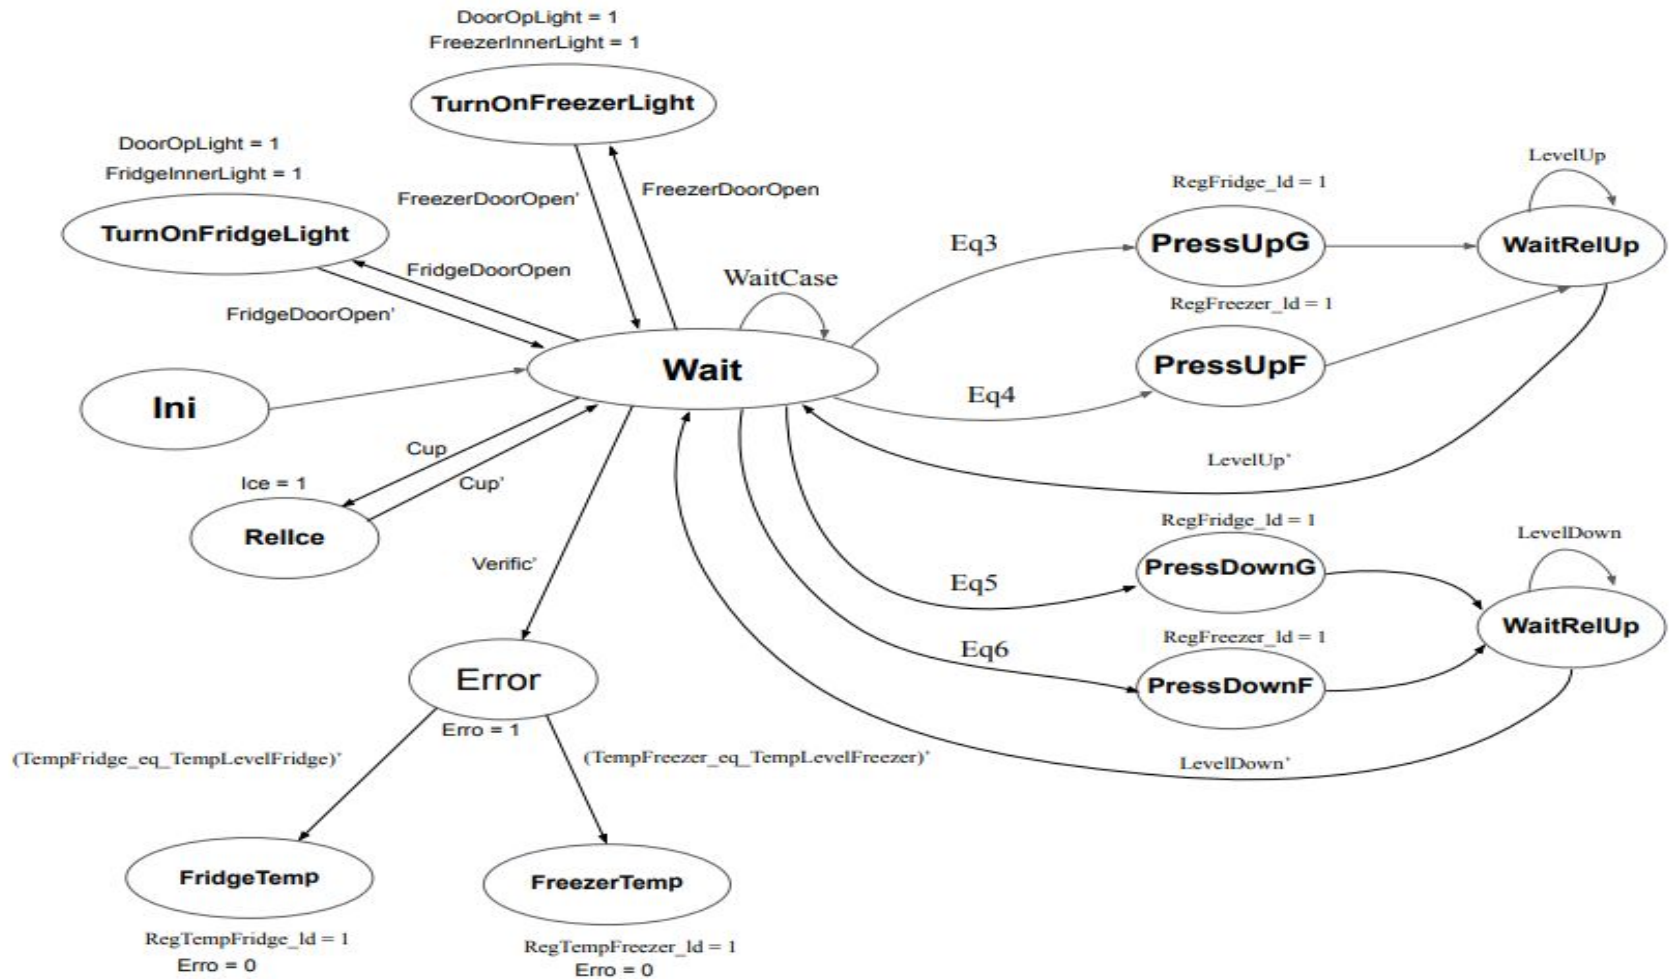 DoorOpLight = 1
FreezerInnerLight = 1
TurnOnFreezerLight
DoorOpLight = 1
FridgeInnerLight = 1
TurnOnFridgeLight
FreezerDoorOpen'
FreezerDoorOpen
FridgeDoorOpen
FridgeDoorOpen'
WaitCase
Wait
Ini
Eq3
RegFridge_ld = 1
PressUpG
LevelUp
WaitRelUp
RegFreezer_ld = 1
PressUpF
Eq4
LevelUp'
Cup
Cup'
Ice = 1
RelIce
Verific'
RegFridge_ld = 1
PressDownG
Eq5
LevelDown
WaitRelUp
RegFreezer_ld = 1
PressDownF
Eq6
LevelDown'
Error
Erro = 1
(TempFridge_eq_TempLevelFridge)'
(TempFreezer_eq_TempLevelFreezer)'
FridgeTemp
FreezerTemp
RegTempFridge_ld = 1
Erro = 0
RegTempFreezer_ld = 1
Erro = 0